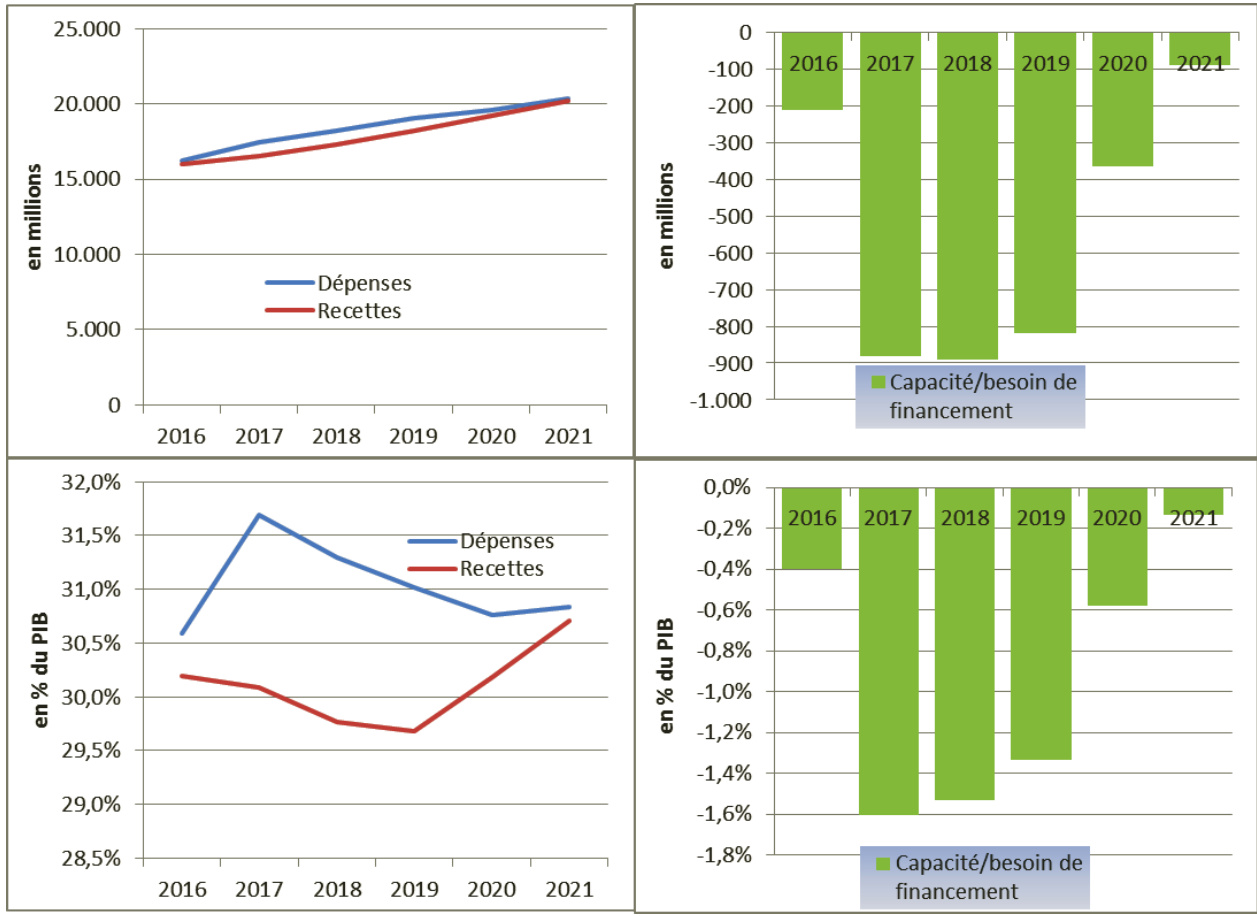 25.000
20.000
15.000
10.000
5.000
0
en millions
Dépenses
Recettes
2016 2017 2018 2019 2020 2021
0
-100
-200
-300
-400
-500
-600
-700
-800
-900
-1.000
en millions
2016 2017 2018 2019 2020 2021
Capacité/besoin de
financement
32,0%
31,5%
31,0%
30,5%
30,0%
29,5%
29,0%
28,5%
en % du PIB
Dépenses
Recettes
2016 2017 2018 2019 2020 2021
0,0%
-0,2%
-0,4%
-0,6%
-0,8%
-1,0%
-1,2%
-1,4%
-1,6%
-1,8%
en % du PIB
2016 2017 2018 2019 2020 2021
Capacité/besoin de
financement